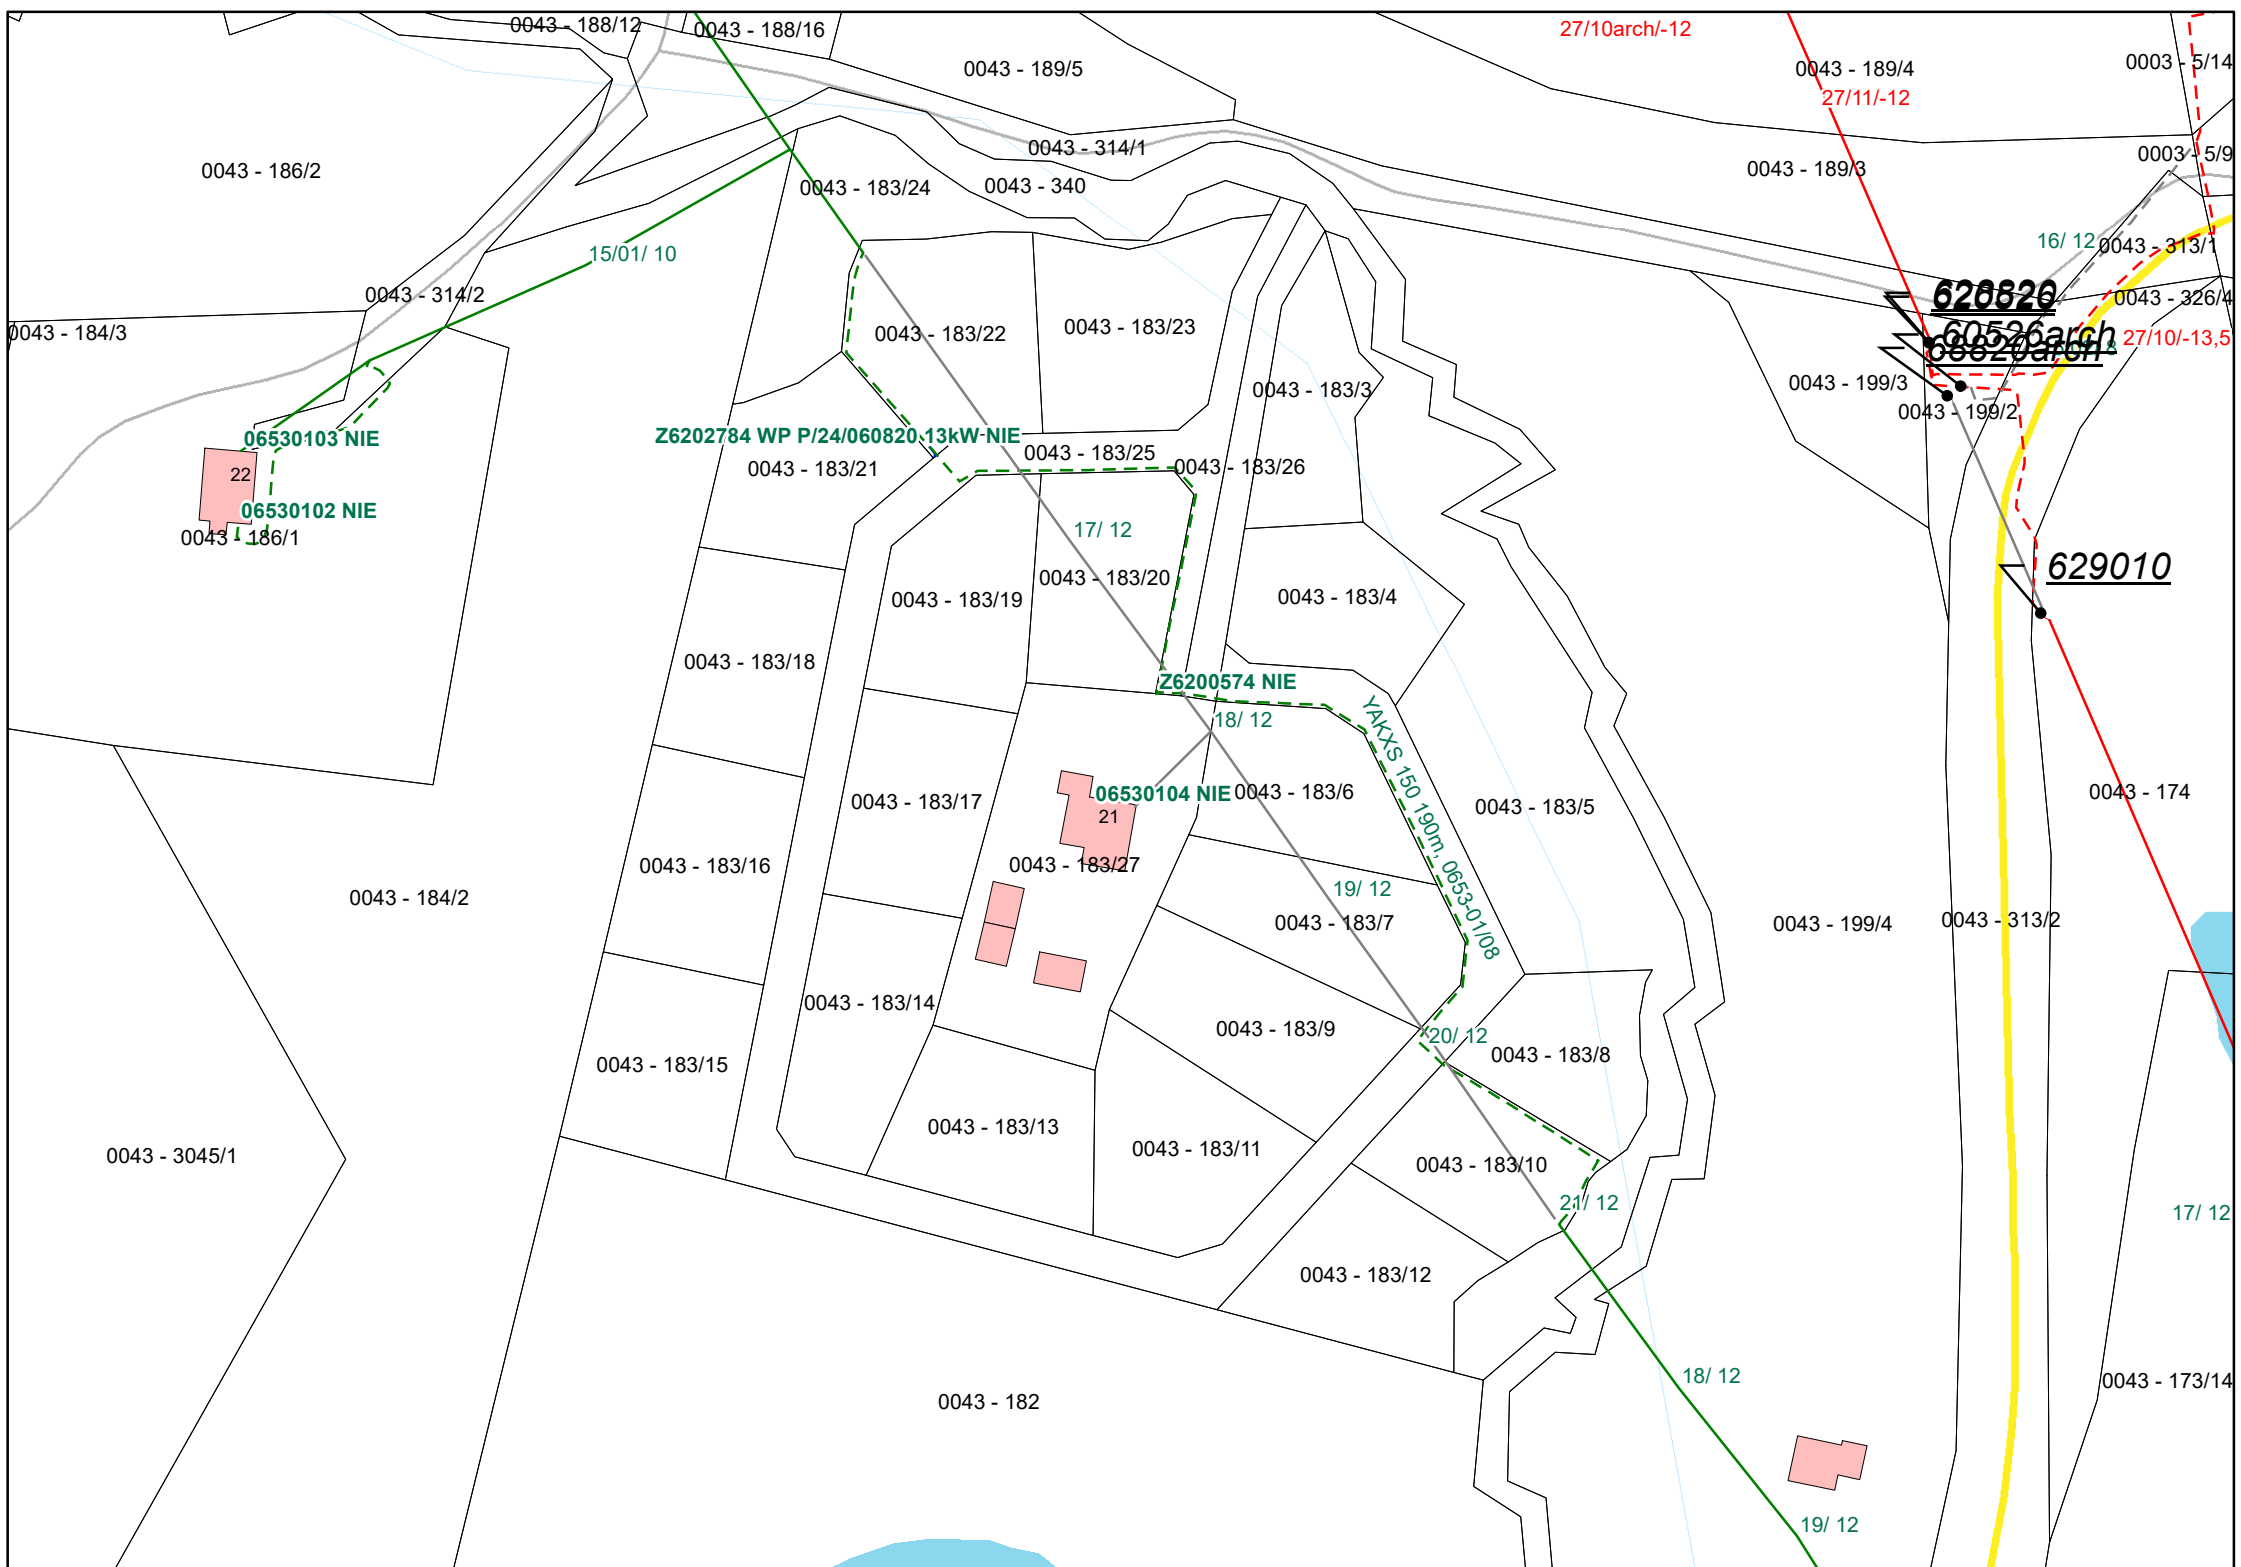 0043 - 188/12
0043 - 188/16
27/10arch/-12
0043 - 189/5
0043 - 189/4
0003 - 5/14
27/11/-12
0043 - 314/1
0003 - 5/9
0043 - 186/2
0043 - 183/24
0043 - 340
0043 - 189/3
15/01/ 10
16/ 12
0043 - 313/1
0043 - 314/2
628820
0043 - 326/4
0043 - 184/3
0043 - 183/22
0043 - 183/23
60526arch
68820arch
27/10/-13,5
0043 - 183/3
0043 - 199/3
0043 - 199/2
06530103 NIE
Z6202784 WP P/24/060820 13kW NIE
0043 - 183/25
0043 - 183/21
0043 - 183/26
22
06530102 NIE
0043 - 186/1
17/ 12
629010
0043 - 183/20
0043 - 183/19
0043 - 183/4
0043 - 183/18
Z6200574 NIE
18/ 12
YAKXS 150 190m, 0653-01/08
06530104 NIE
0043 - 183/6
0043 - 174
0043 - 183/17
21
0043 - 183/5
0043 - 183/16
0043 - 183/27
19/ 12
0043 - 184/2
0043 - 183/7
0043 - 199/4
0043 - 313/2
0043 - 183/14
0043 - 183/9
20/ 12
0043 - 183/8
0043 - 183/15
0043 - 183/13
0043 - 183/11
0043 - 3045/1
0043 - 183/10
21/ 12
17/ 12
0043 - 183/12
18/ 12
0043 - 173/14
0043 - 182
19/ 12